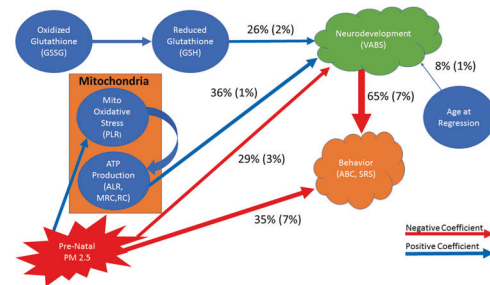 Oxidized
Glutathione
(GSSG)
Reduced
Glutathione
(GSH)
26% (2%)
Neurodevelopment
(VABS)
8% (1%)
Age at
Regression
Mitochondria
Mito
Oxidative
Stress
(PLR)
36% (1%)
65% (7%)
ATP
Production
(ALR,
MRC,RC)
29% (3%)
Behavior
(ABC, SRS)
35% (7%)
Pre-Natal
PM 2.5
Negative Coefficient
Positive Coefficient